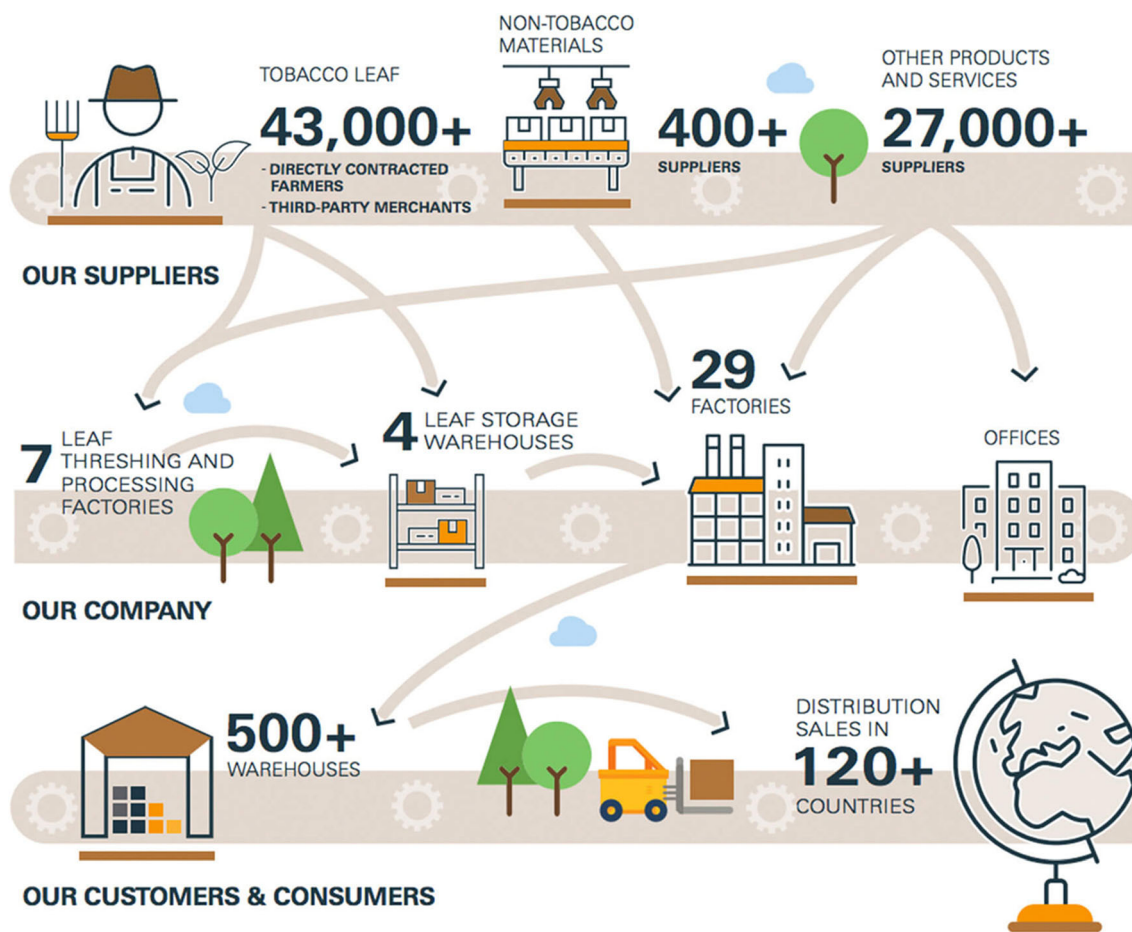 TOBACCO LEAF
43,000+
- DIRECTLY CONTRACTED
FARMERS
- THIRD-PARTY MERCHANTS
NON-TOBACCO
MATERIALS
400+
SUPPLIERS
OTHER PRODUCTS
AND SERVICES
27,000+
SUPPLIERS
OUR SUPPLIERS
7
LEAF
THRESHING AND
PROCESSING
FACTORIES
4
LEAF STORAGE
WAREHOUSES
29
FACTORIES
OFFICES
OUR COMPANY
500+
WAREHOUSES
DISTRIBUTION
SALES IN
120+
COUNTRIES
OUR CUSTOMERS & CONSUMERS